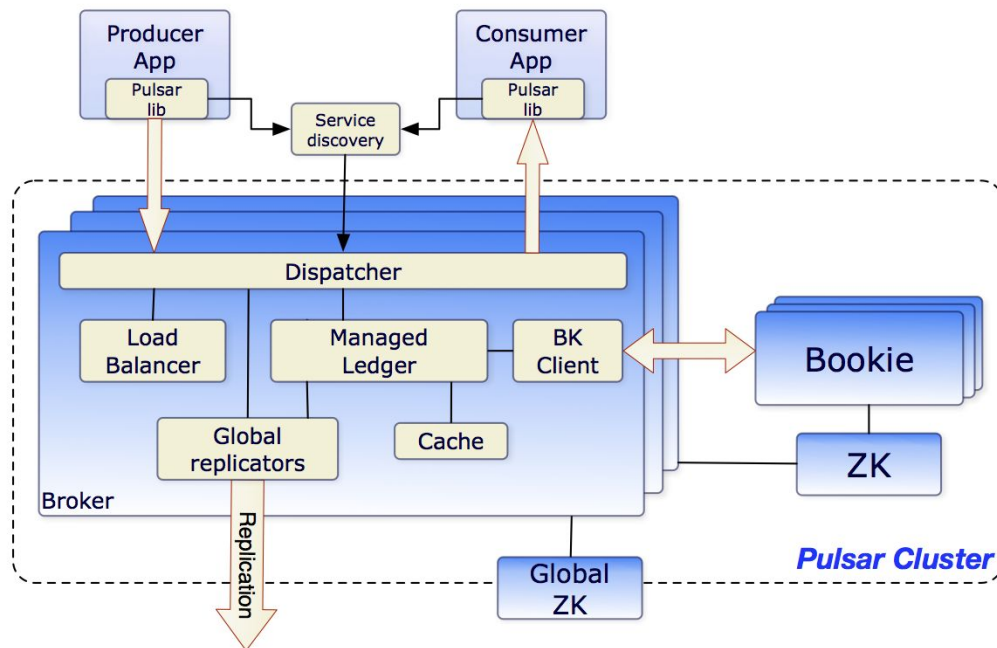 Producer
App
Pulsar
lib
Consumer
App
Pulsar
lib
Service
discovery
Dispatcher
Load
Balancer
Managed
Ledger
BK
Client
Bookie
Global
replicators
Cache
ZK
Broker
Replication
Pulsar Cluster
Global
ZK